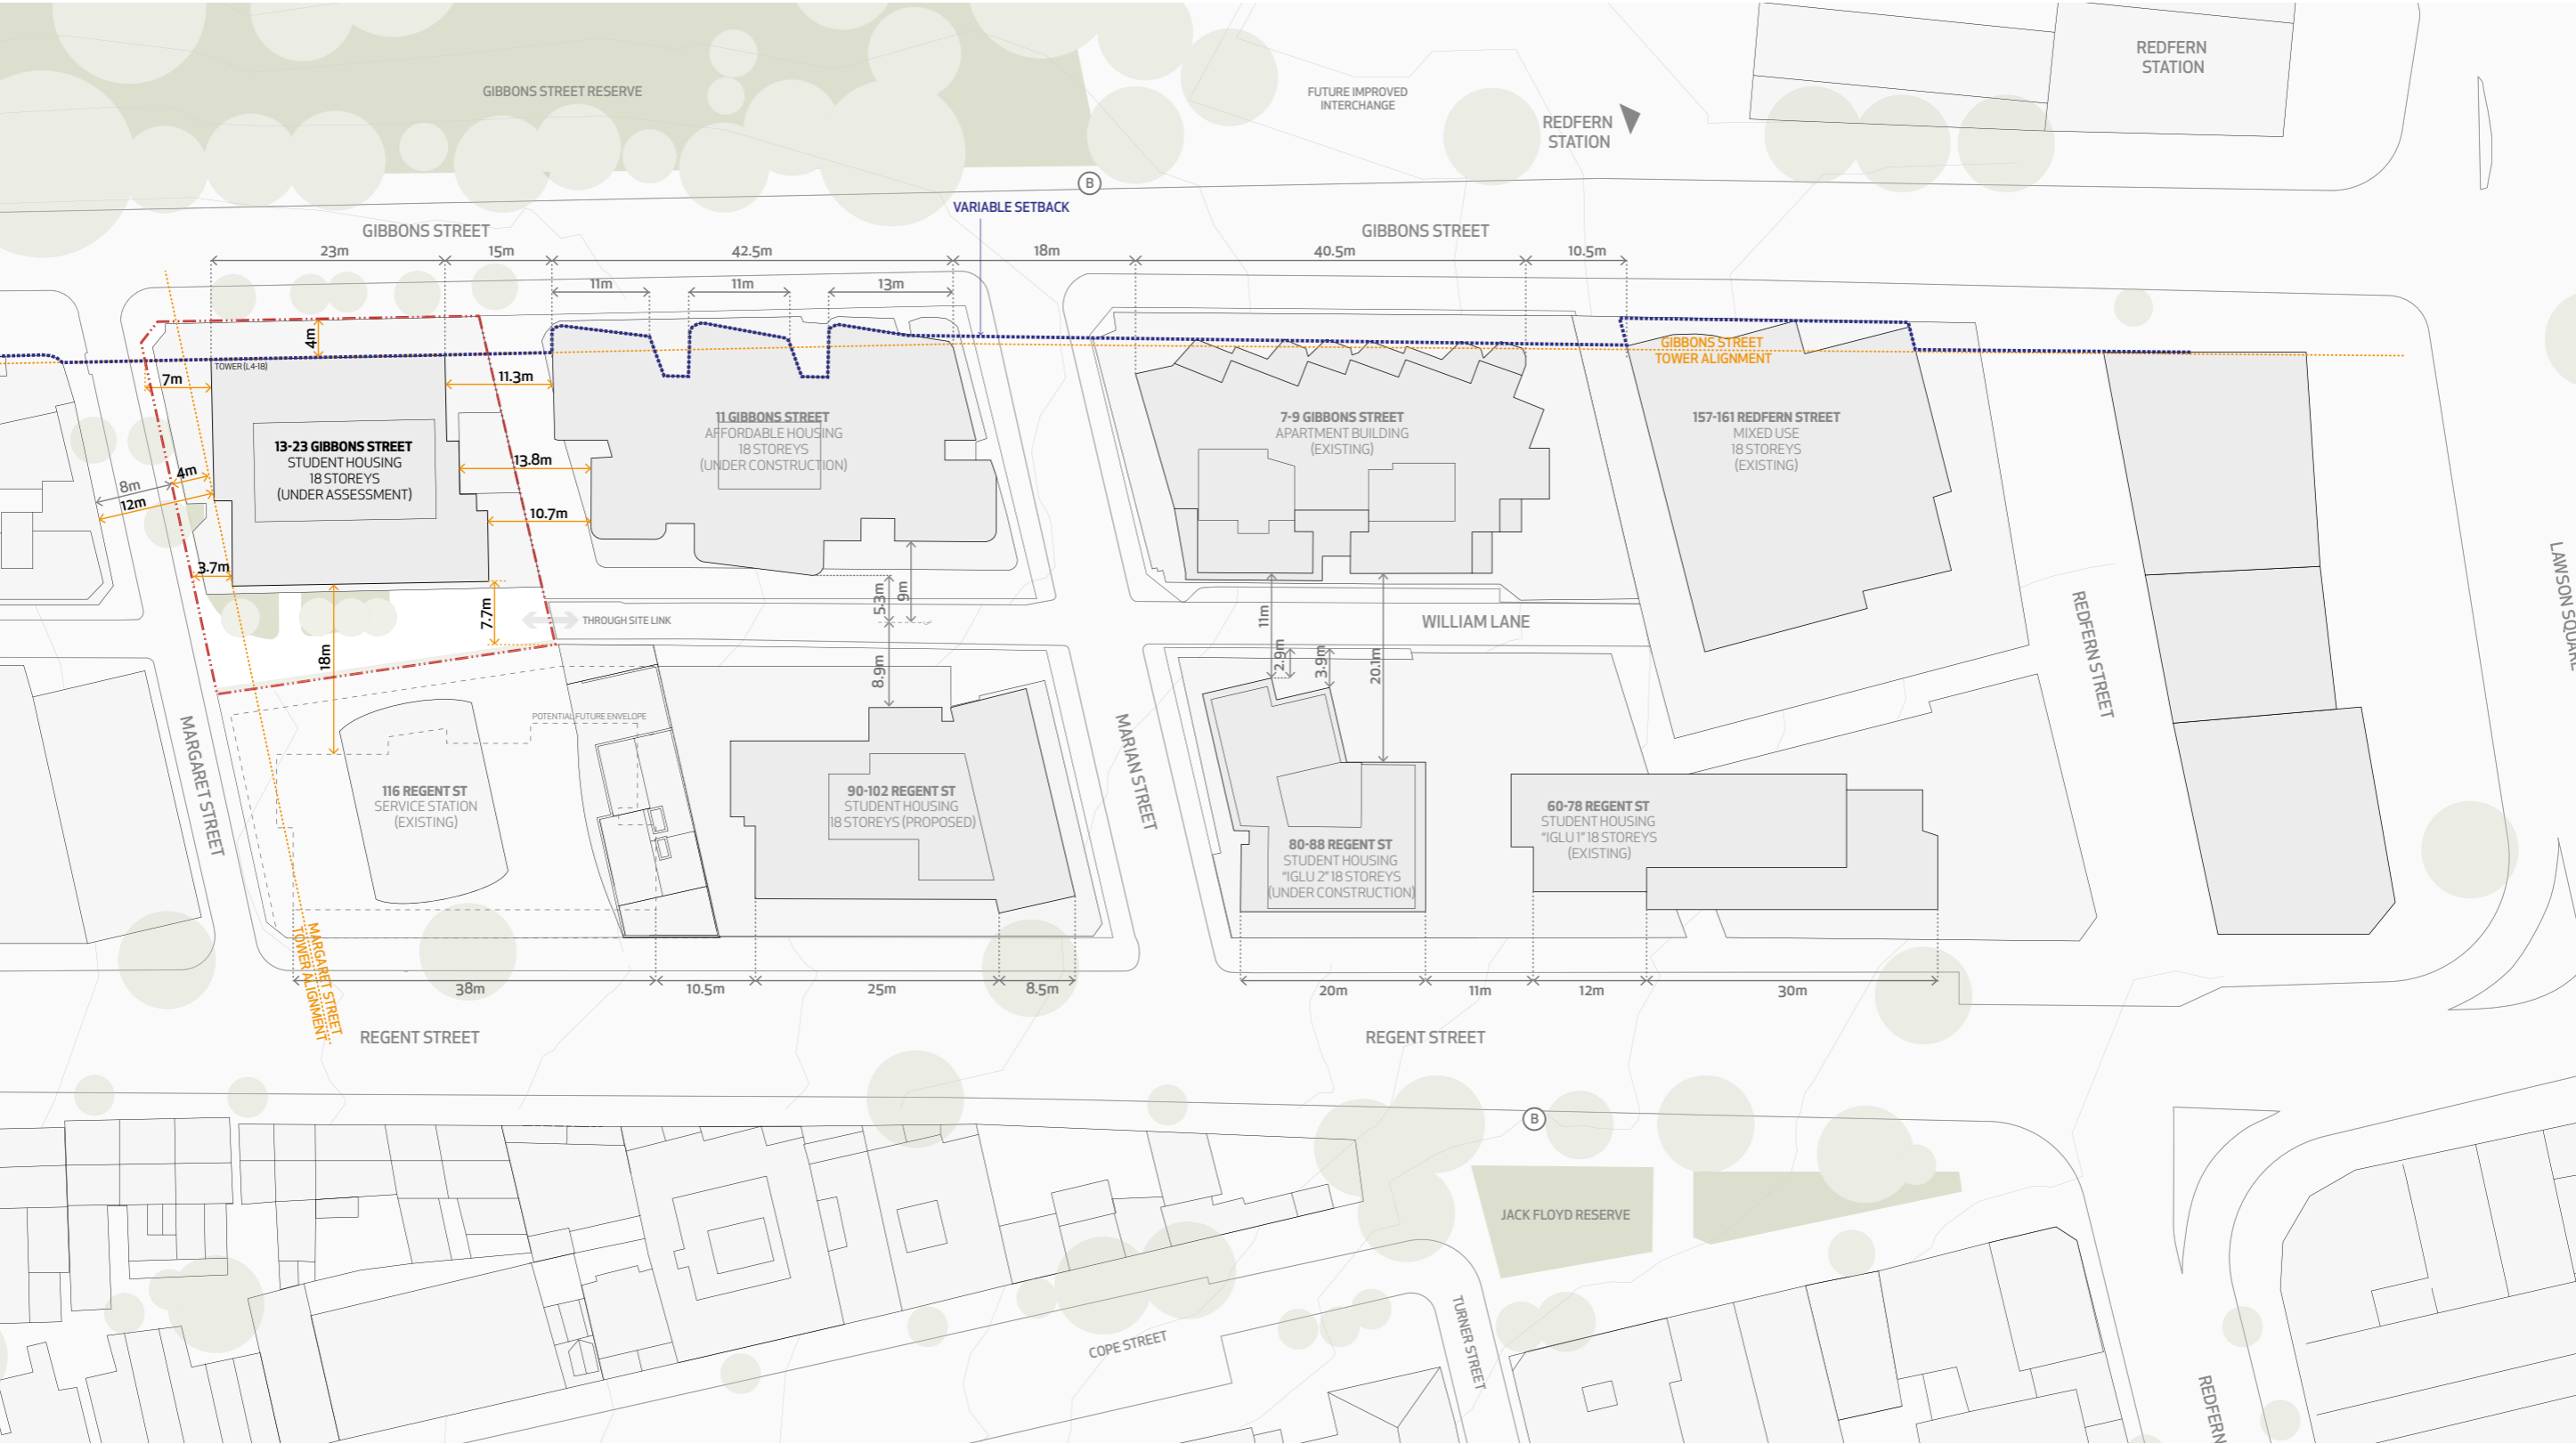 REDFERN
STATION
GIBBONS STREET RESERVE
FUTURE IMPROVED
INTERCHANGE
REDFERN
STATION
B
VARIABLE SETBACK
GIBBONS STREET
GIBBONS STREET
23m
15m
42.5m
18m
40.5m
10.5m
11m
11m
13m
4m
GIBBONS STREET
TOWER ALIGNMENT
TOWER (L4-18)
7m
11.3m
13-23 GIBBONS STREET
STUDENT HOUSING
18 STOREYS
(UNDER ASSESSMENT)
11 GIBBONS STREET
AFFORDABLE HOUSING
18 STOREYS
(UNDER CONSTRUCTION)
7-9 GIBBONS STREET
APARTMENT BUILDING
(EXISTING)
157-161 REDFERN STREET
MIXED USE
18 STOREYS
(EXISTING)
13.8m
4m
8m
12m
10.7m
3.7m
7.7m
18m
THROUGH SITE LINK
5.3m
9m
8.9m
11m
2.9m
3.9m
20.1m
WILLIAM LANE
REDFERN STREET
LAWSON SQUARE
MARGARET STREET
MARIAN STREET
POTENTIAL FUTURE ENVELOPE
116 REGENT ST
SERVICE STATION
(EXISTING)
90-102 REGENT ST
STUDENT HOUSING
18 STOREYS (PROPOSED)
80-88 REGENT ST
STUDENT HOUSING
"IGLU 2" 18 STOREYS
(UNDER CONSTRUCTION)
60-78 REGENT ST
STUDENT HOUSING
"IGLU 1" 18 STOREYS
(EXISTING)
MARGARET STREET
TOWER ALIGNMENT
38m
10.5m
25m
8.5m
20m
11m
12m
30m
REGENT STREET
REGENT STREET
B
JACK FLOYD RESERVE
COPE STREET
TURNER STREET
REDFERN